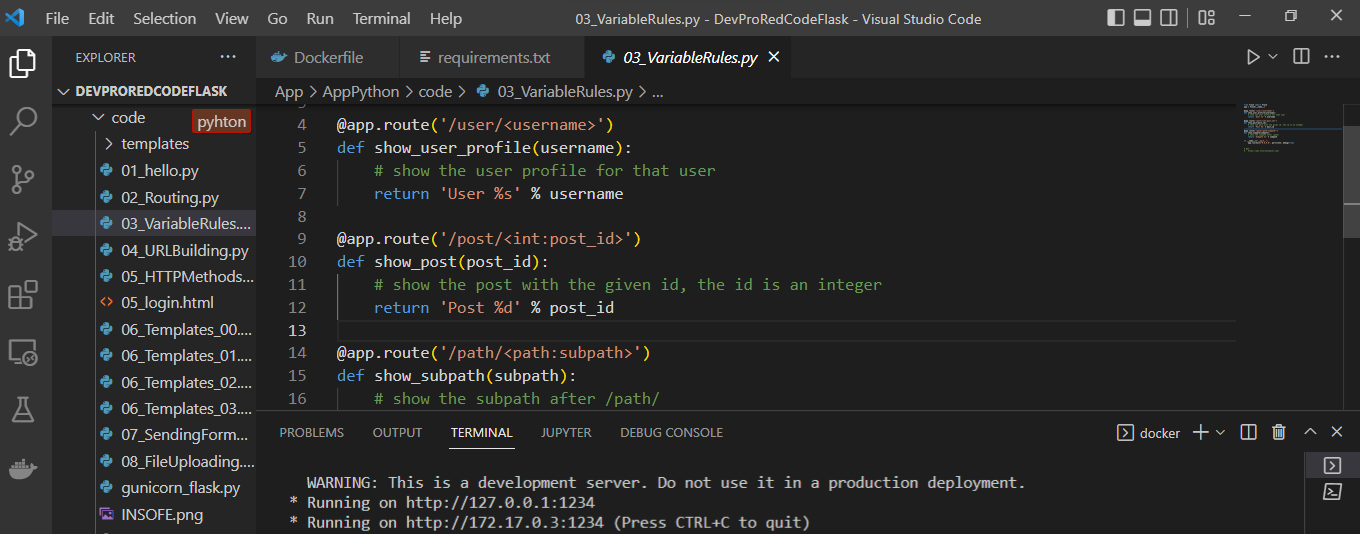 File Edit Selection View Go Run Terminal Help 03_VariableRules.py - DevProRedCodeFlask - Visual Studio Code
EXPLORER ... Dockerfile requirements.txt 03_VariableRules.py
DEVPROREDCODEFLASK
App > AppPython > code > 03_VariableRules.py > ...
code pyhton
templates
01_hello.py
02_Routing.py
03_VariableRules....
04_URLBuilding.py
05_HTTPMethods...
05_login.html
06_Templates_00....
06_Templates_01....
06_Templates_02....
06_Templates_03....
07_SendingForm...
08_FileUploading....
gunicorn_flask.py
INSOFE.png
4 @app.route('/user/<username>')
5 def show_user_profile(username):
6 # show the user profile for that user
7 return 'User %s' % username
8
9 @app.route('/post/<int:post_id>')
10 def show_post(post_id):
11 # show the post with the given id, the id is an integer
12 return 'Post %d' % post_id
13
14 @app.route('/path/<path:subpath>')
15 def show_subpath(subpath):
16 # show the subpath after /path/
PROBLEMS OUTPUT TERMINAL JUPYTER DEBUG CONSOLE docker
WARNING: This is a development server. Do not use it in a production deployment.
* Running on http://127.0.0.1:1234
* Running on http://172.17.0.3:1234 (Press CTRL+C to quit)